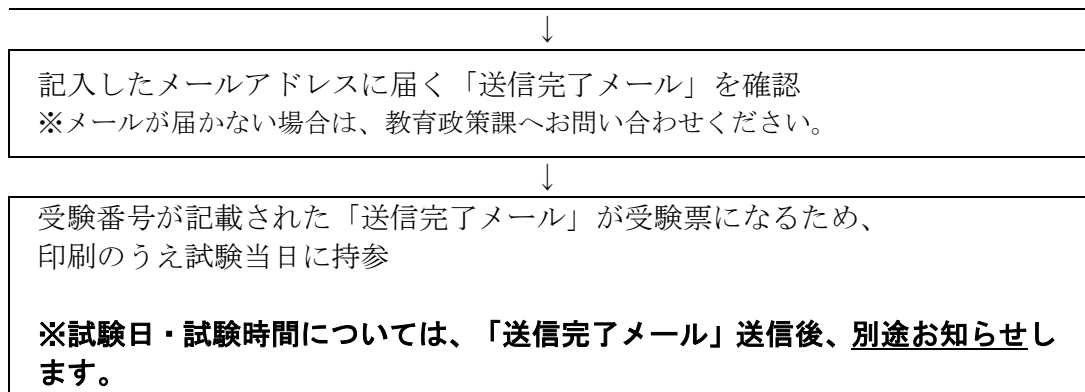 ↓
記入したメールアドレスに届く「送信完了メール」を確認
※メールが届かない場合は、教育政策課へお問い合わせください。
↓
受験番号が記載された「送信完了メール」が受験票になるため、
印刷のうえ試験当日に持参
※試験日・試験時間については、「送信完了メール」送信後、別途お知らせし
ます。